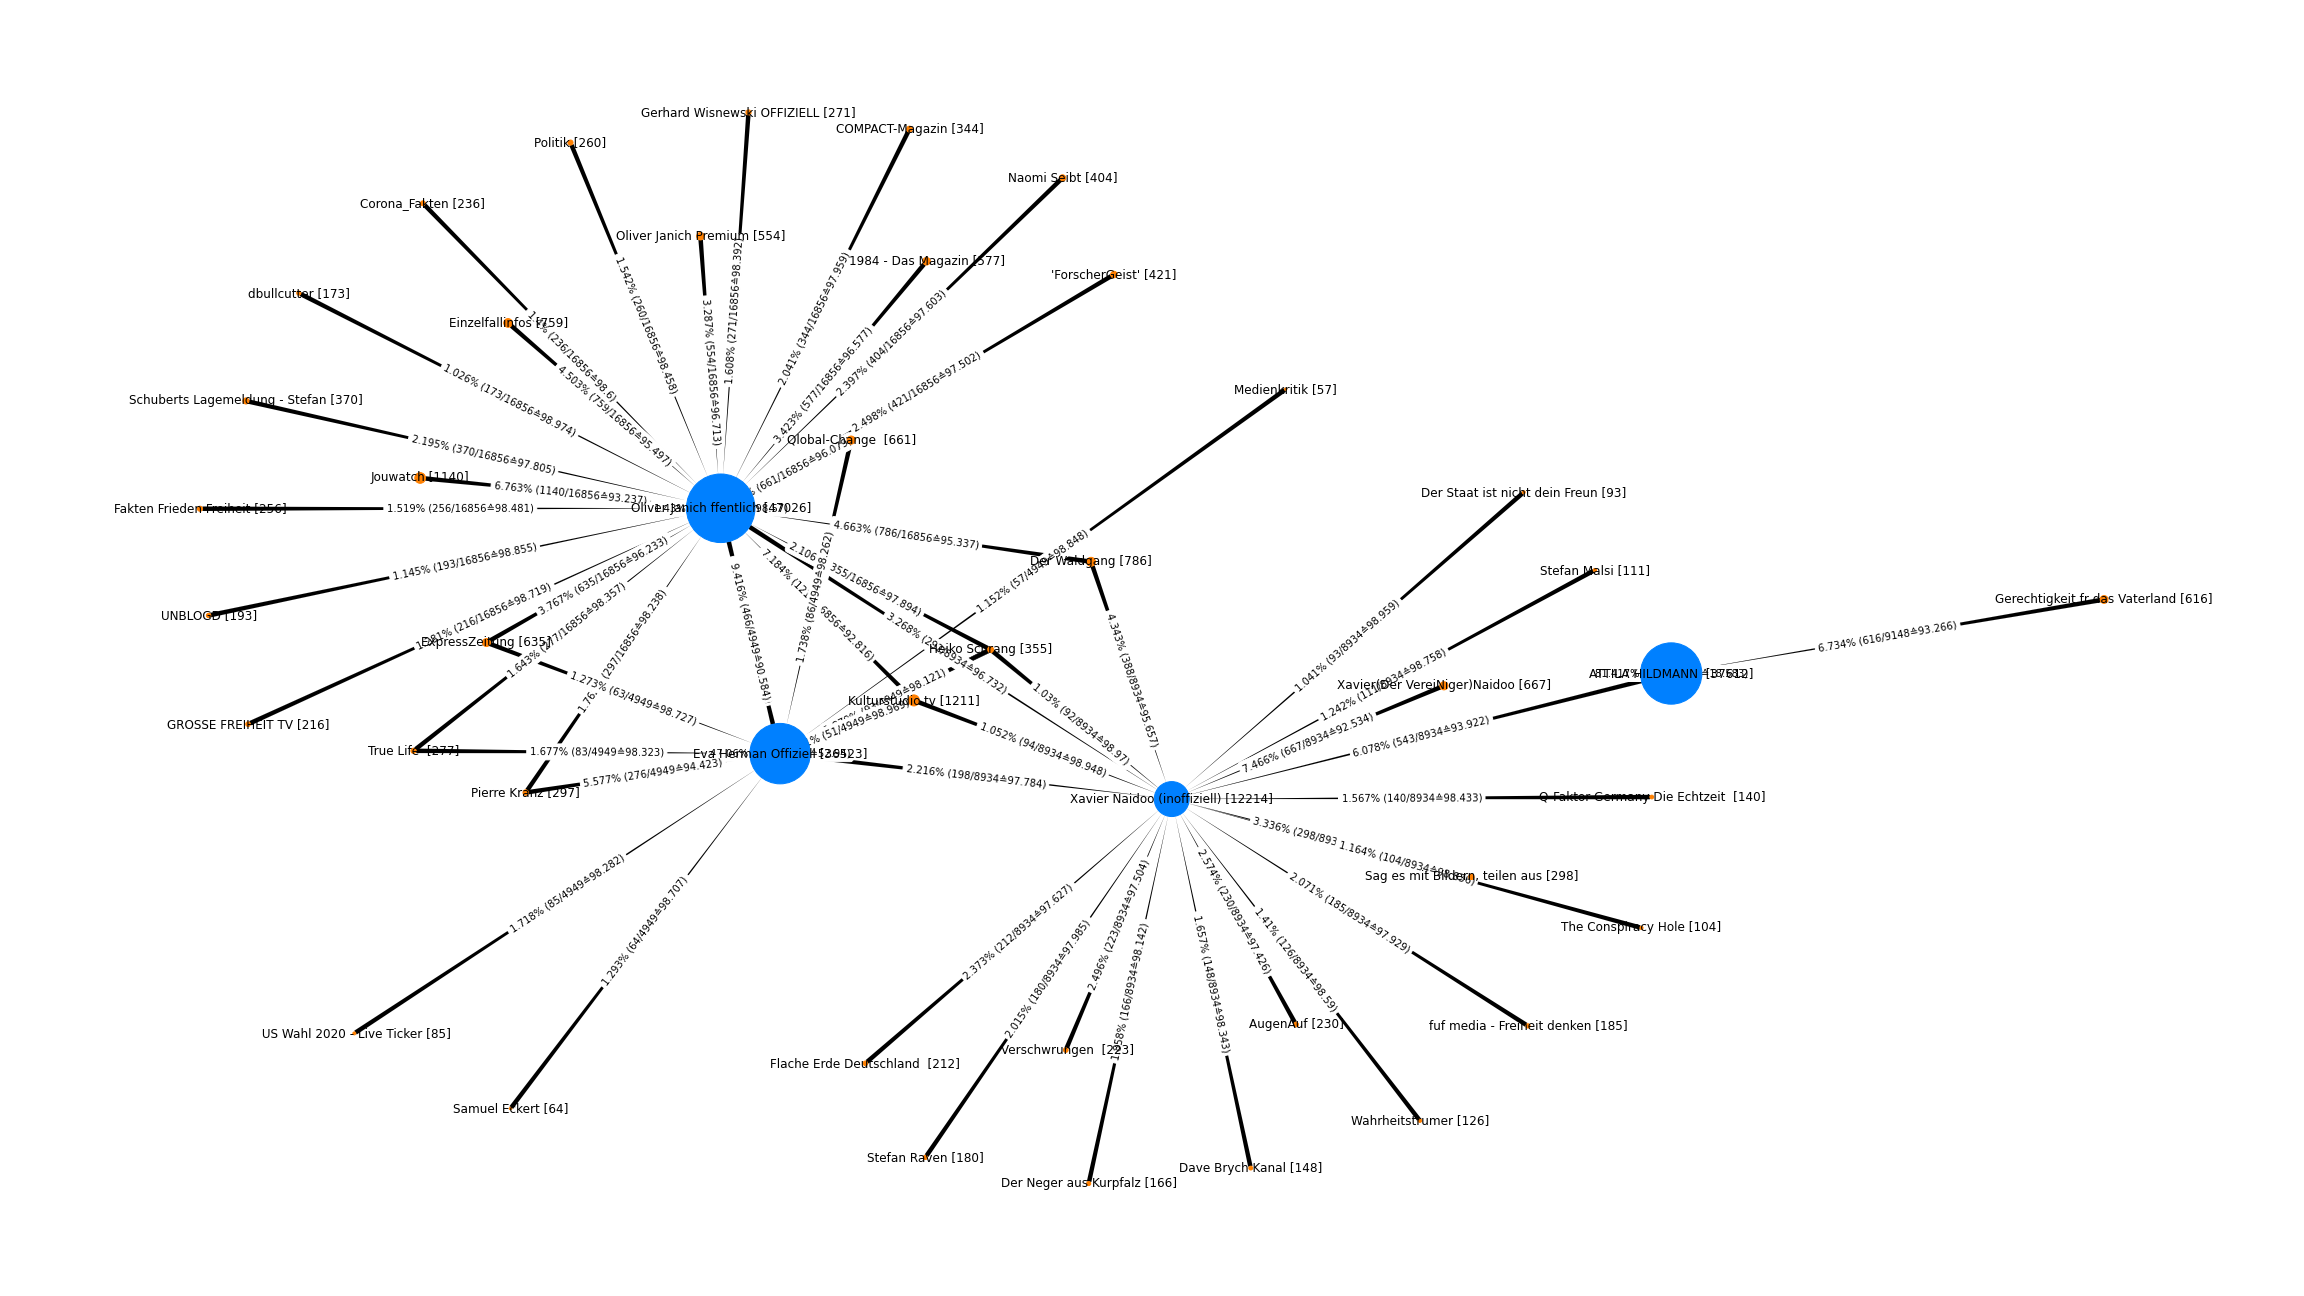 Gerhard Wisnewski OFFIZIELL [271]
COMPACT-Magazin [344]
Politik [260]
Naomi Seibt [404]
Corona_Fakten [236]
Oliver Janich Premium [554]
1984 - Das Magazin [577]
'ForscherGeist' [421]
dbullcutter [173]
Einzelfallinfos [759]
1.542% (260/16856≙98.458)
1.608% (271/16856≙98.392)
2.041% (344/16856≙97.959)
3.287% (554/16856≙96.713)
3.423% (577/16856≙96.577)
2.397% (404/16856≙97.603)
2.498% (421/16856≙97.502)
(236/16856≙98.6)
4.503% (759/16856≙95.497)
1.026% (173/16856≙98.974)
Medienkritik [57]
Schuberts Lagemeldung - Stefan [370]
2.195% (370/16856≙97.805)
Qlobal-Change [661]
(661/16856≙96.079)
Jouwatch [1140]
6.763% (1140/16856≙93.237)
Der Staat ist nicht dein Freun [93]
Fakten Frieden Freiheit [256]
1.519% (256/16856≙98.481)
Oliver Janich ffentlich [47026]
4.663% (786/16856≙95.337)
1.145% (193/16856≙98.855)
Der Waldgang [786]
1.152% (57/4949≙98.848)
Stefan Malsi [111]
2.106
355/16856≙97.894)
7.184% (12
6856≙92.816)
9.416% (466/4949≙90.584)
1.738% (86/4949≙98.262)
3.767% (635/16856≙96.233)
(216/16856≙98.719)
Gerechtigkeit fr das Vaterland [616]
UNBLOGD [193]
6.734% (616/9148≙93.266)
1.041% (93/8934≙98.959)
ExpressZeitung [635]
1.643% (277/16856≙98.357)
(297/16856≙98.238)
Heiko Schrang [355]
3.268% (292/8934≙96.732)
4.343% (388/8934≙95.657)
ATTILA HILDMANN [37612]
Xavier(Der VereiNiger)Naidoo [667]
1.242% (111/8934≙98.758)
1.273% (63/4949≙98.727)
Kulturstudio.tv [1211]
1.03% (92/8934≙98.97)
(51/4949≙98.969)
GROSSE FREIHEIT TV [216]
7.466% (667/8934≙92.534)
6.078% (543/8934≙93.922)
1.052% (94/8934≙98.948)
True Life [277]
1.677% (83/4949≙98.323)
Eva Herman Offiziell [36523]
2.216% (198/8934≙97.784)
5.577% (276/4949≙94.423)
Pierre Kranz [297]
Xavier Naidoo (inoffiziell) [12214]
1.567% (140/8934≙98.433)
Q-Faktor Germany-Die Echtzeit [140]
3.336% (298/893
1.164% (104/8934≙98.836)
Sag es mit Bildern, teilen aus [298]
1.718% (85/4949≙98.282)
1.293% (64/4949≙98.707)
2.373% (212/8934≙97.627)
2.496% (223/8934≙97.504)
2.574% (230/8934≙97.426)
2.071% (185/8934≙97.929)
The Conspiracy Hole [104]
2.015% (180/8934≙97.985)
(166/8934≙98.142)
1.657% (148/8934≙98.343)
1.41% (126/8934≙98.59)
US Wahl 2020 - Live Ticker [85]
AugenAuf [230]
fuf media - Freiheit denken [185]
Verschwrungen [223]
Flache Erde Deutschland [212]
Samuel Eckert [64]
Wahrheitstrumer [126]
Stefan Raven [180]
Dave Brych Kanal [148]
Der Neger aus Kurpfalz [166]